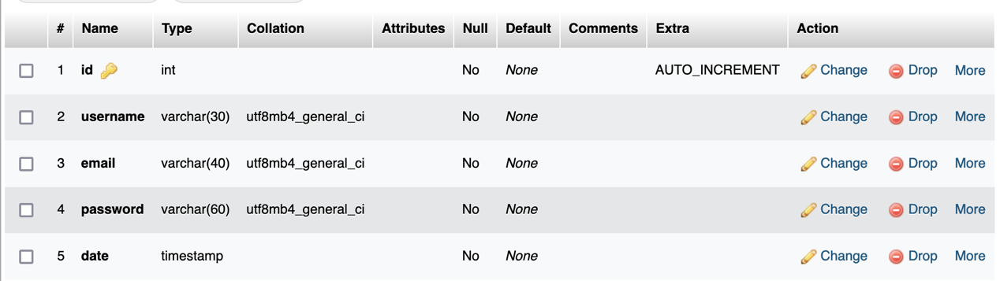 # Name Type Collation Attributes Null Default Comments Extra Action
1 id int No None AUTO_INCREMENT Change Drop More
2 username varchar(30) utf8mb4_general_ci No None Change Drop More
3 email varchar(40) utf8mb4_general_ci No None Change Drop More
4 password varchar(60) utf8mb4_general_ci No None Change Drop More
5 date timestamp No None Change Drop More